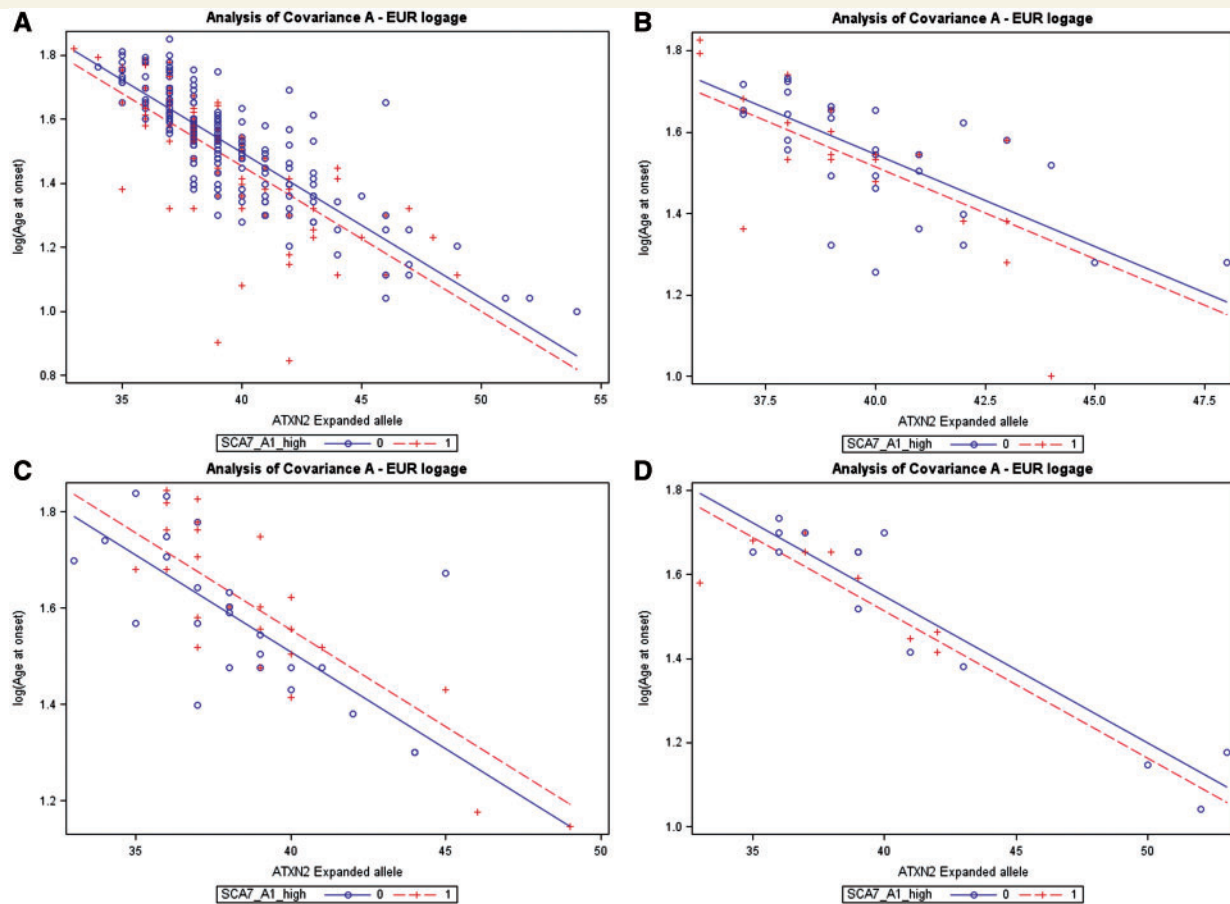 A
Analysis of Covariance A - EUR logage
log(Age at onset)
1.8
1.6
1.4
1.2
1.0
0.8
35 40 45 50 55
ATXN2 Expanded allele
SCA7_A1_high 0 1
B
Analysis of Covariance A - EUR logage
log(Age at onset)
1.8
1.6
1.4
1.2
1.0
37.5 40.0 42.5 45.0 47.5
ATXN2 Expanded allele
SCA7_A1_high 0 1
C
Analysis of Covariance A - EUR logage
log(Age at onset)
1.8
1.6
1.4
1.2
35 40 45 50
ATXN2 Expanded allele
SCA7_A1_high 0 1
D
Analysis of Covariance A - EUR logage
log(Age at onset)
1.8
1.6
1.4
1.2
1.0
35 40 45 50
ATXN2 Expanded allele
SCA7_A1_high 0 1